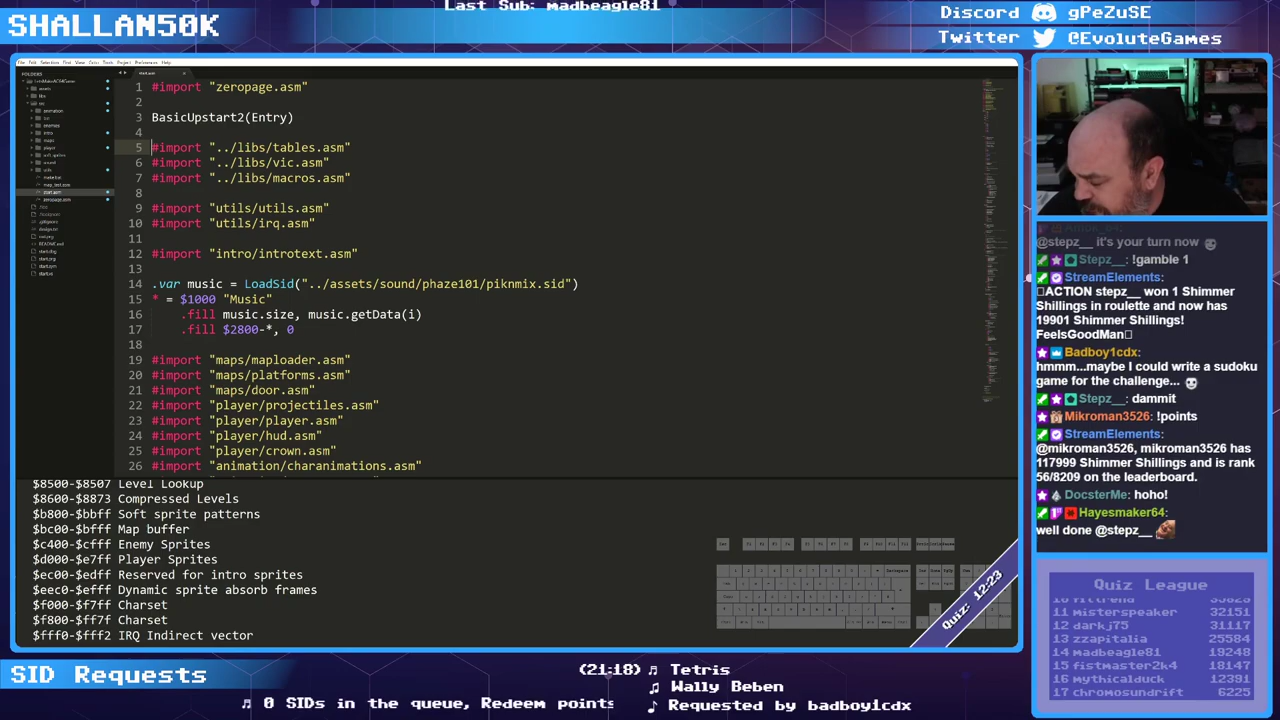 SHALLAN50K
Last Sub: madbeagle81
Discord gPeZuSE
Twitter @EvoluteGames
File Edit Selection Find View Goto Tools Project Preferences Help
FOLDERS
1 #import "zeropage.asm"
2
3 BasicUpstart2(Entry)
4
5 #import "../libs/tables.asm"
6 #import "../libs/vic.asm"
7 #import "../libs/macros.asm"
8
9 #import "utils/utils.asm"
10 #import "utils/irq.asm"
11
12 #import "intro/introtext.asm"
13
14 .var music = LoadSid("../assets/sound/phaze101/piknmix.sid")
15 * = $1000 "Music"
16 .fill music.size, music.getData(i)
17 .fill $2800-*, 0
18
19 #import "maps/maploader.asm"
20 #import "maps/platforms.asm"
21 #import "maps/door.asm"
22 #import "player/projectiles.asm"
23 #import "player/player.asm"
24 #import "player/hud.asm"
25 #import "player/crown.asm"
26 #import "animation/charanimations.asm"
$8500-$8507 Level Lookup
$8600-$8873 Compressed Levels
$b800-$bbff Soft sprite patterns
$bc00-$bfff Map buffer
$c400-$cfff Enemy Sprites
$d000-$e7ff Player Sprites
$ec00-$edff Reserved for intro sprites
$eec0-$efff Dynamic sprite absorb frames
$f000-$f7ff Charset
$f800-$f7ff Charset
$fff0-$fff2 IRQ Indirect vector
Quiz: 12:23
@stepz__ it's your turn now
Stepz__: !gamble 1
StreamElements:
ACTION stepz__ won 1 Shimmer
Shillings in roulette and now has
19901 Shimmer Shillings!
FeelsGoodMan
Badboy1cdx:
hmmm...maybe I could write a sudoku
game for the challenge...
Stepz__: dammit
Mikroman3526: !points
StreamElements:
@mikroman3526, mikroman3526 has
117999 Shimmer Shillings and is rank
56/8209 on the leaderboard.
DocsterMe: hoho!
Hayesmaker64:
well done @stepz__
Quiz League
11 misterspeaker 32151
12 darkj75 31117
13 zzapitalia 25584
14 madbeagle81 19248
15 fistmaster2k4 18147
16 mythicalduck 12391
17 chromosundrift 6225
SID Requests
(21:18) ♫ Tetris
♫ Wally Beben
♪ Requested by badboy1cdx
♫ 0 SIDs in the queue, Redeem points